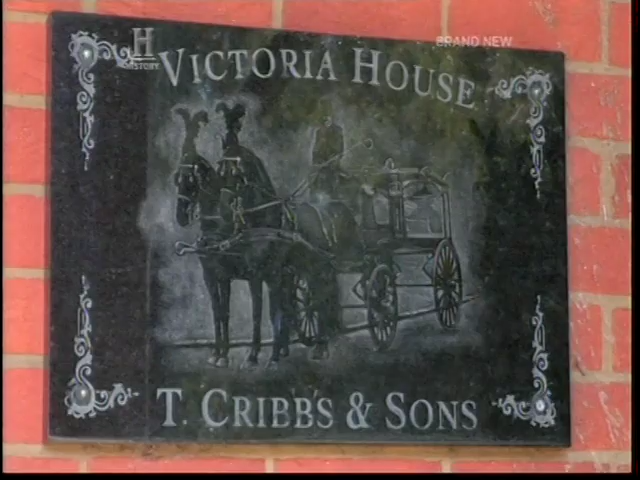 H
HISTORY
BRAND NEW
VICTORIA HOUSE
T. CRIBB'S & SONS